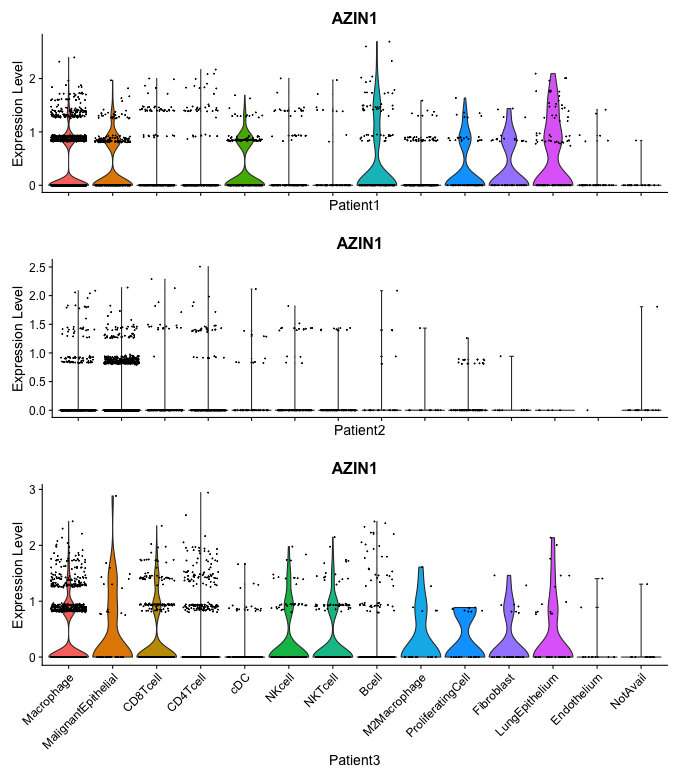 AZIN1
Expression Level
2
1
0
Patient1
AZIN1
Expression Level
2.5
2.0
1.5
1.0
0.5
0.0
Patient2
AZIN1
Expression Level
3
2
1
0
Macrophage
MalignantEpithelial
CD8Tcell
CD4Tcell
cDC
NKcell
NKTcell
Bcell
M2Macrophage
ProliferatingCell
Fibroblast
LungEpithelium
Endothelium
NotAvail
Patient3